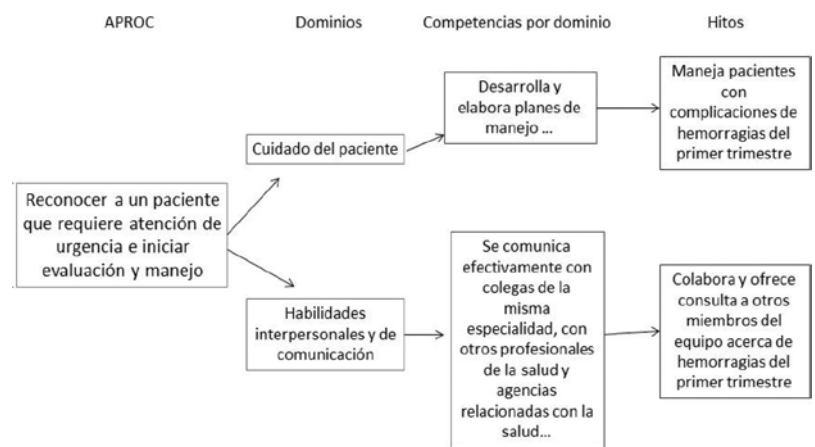 APROC
Dominios
Competencias por dominio
Hitos
Reconocer a un paciente
que requiere atención de
urgencia e iniciar
evaluación y manejo
Cuidado del paciente
Desarrolla y
elabora planes de
manejo ...
Maneja pacientes
con
complicaciones de
hemorragias del
primer trimestre
Habilidades
interpersonales y de
comunicación
Se comunica
efectivamente con
colegas de la
misma
especialidad, con
otros profesionales
de la salud y
agencias
relacionadas con la
salud...
Colabora y ofrece
consulta a otros
miembros del
equipo acerca de
hemorragias del
primer trimestre